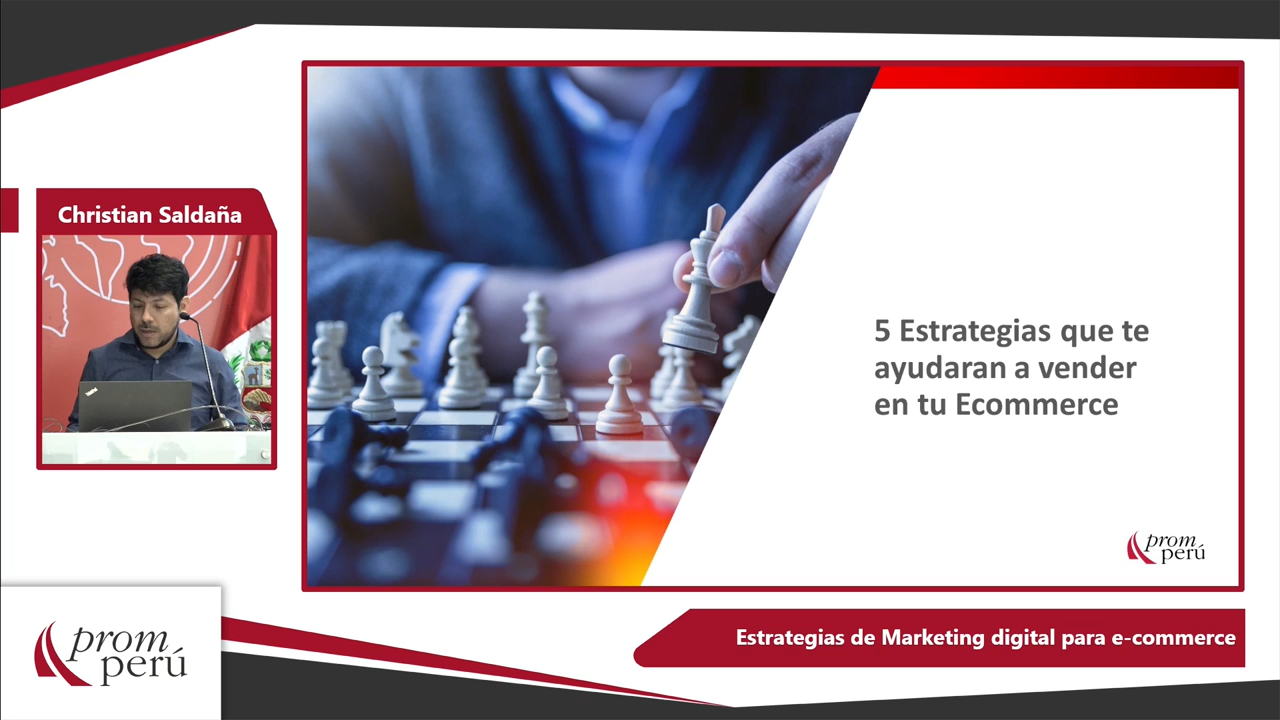 Christian Saldaña
5 Estrategias que te
ayudaran a vender
en tu Ecommerce
prom
perú
prom
perú
Estrategias de Marketing digital para e-commerce